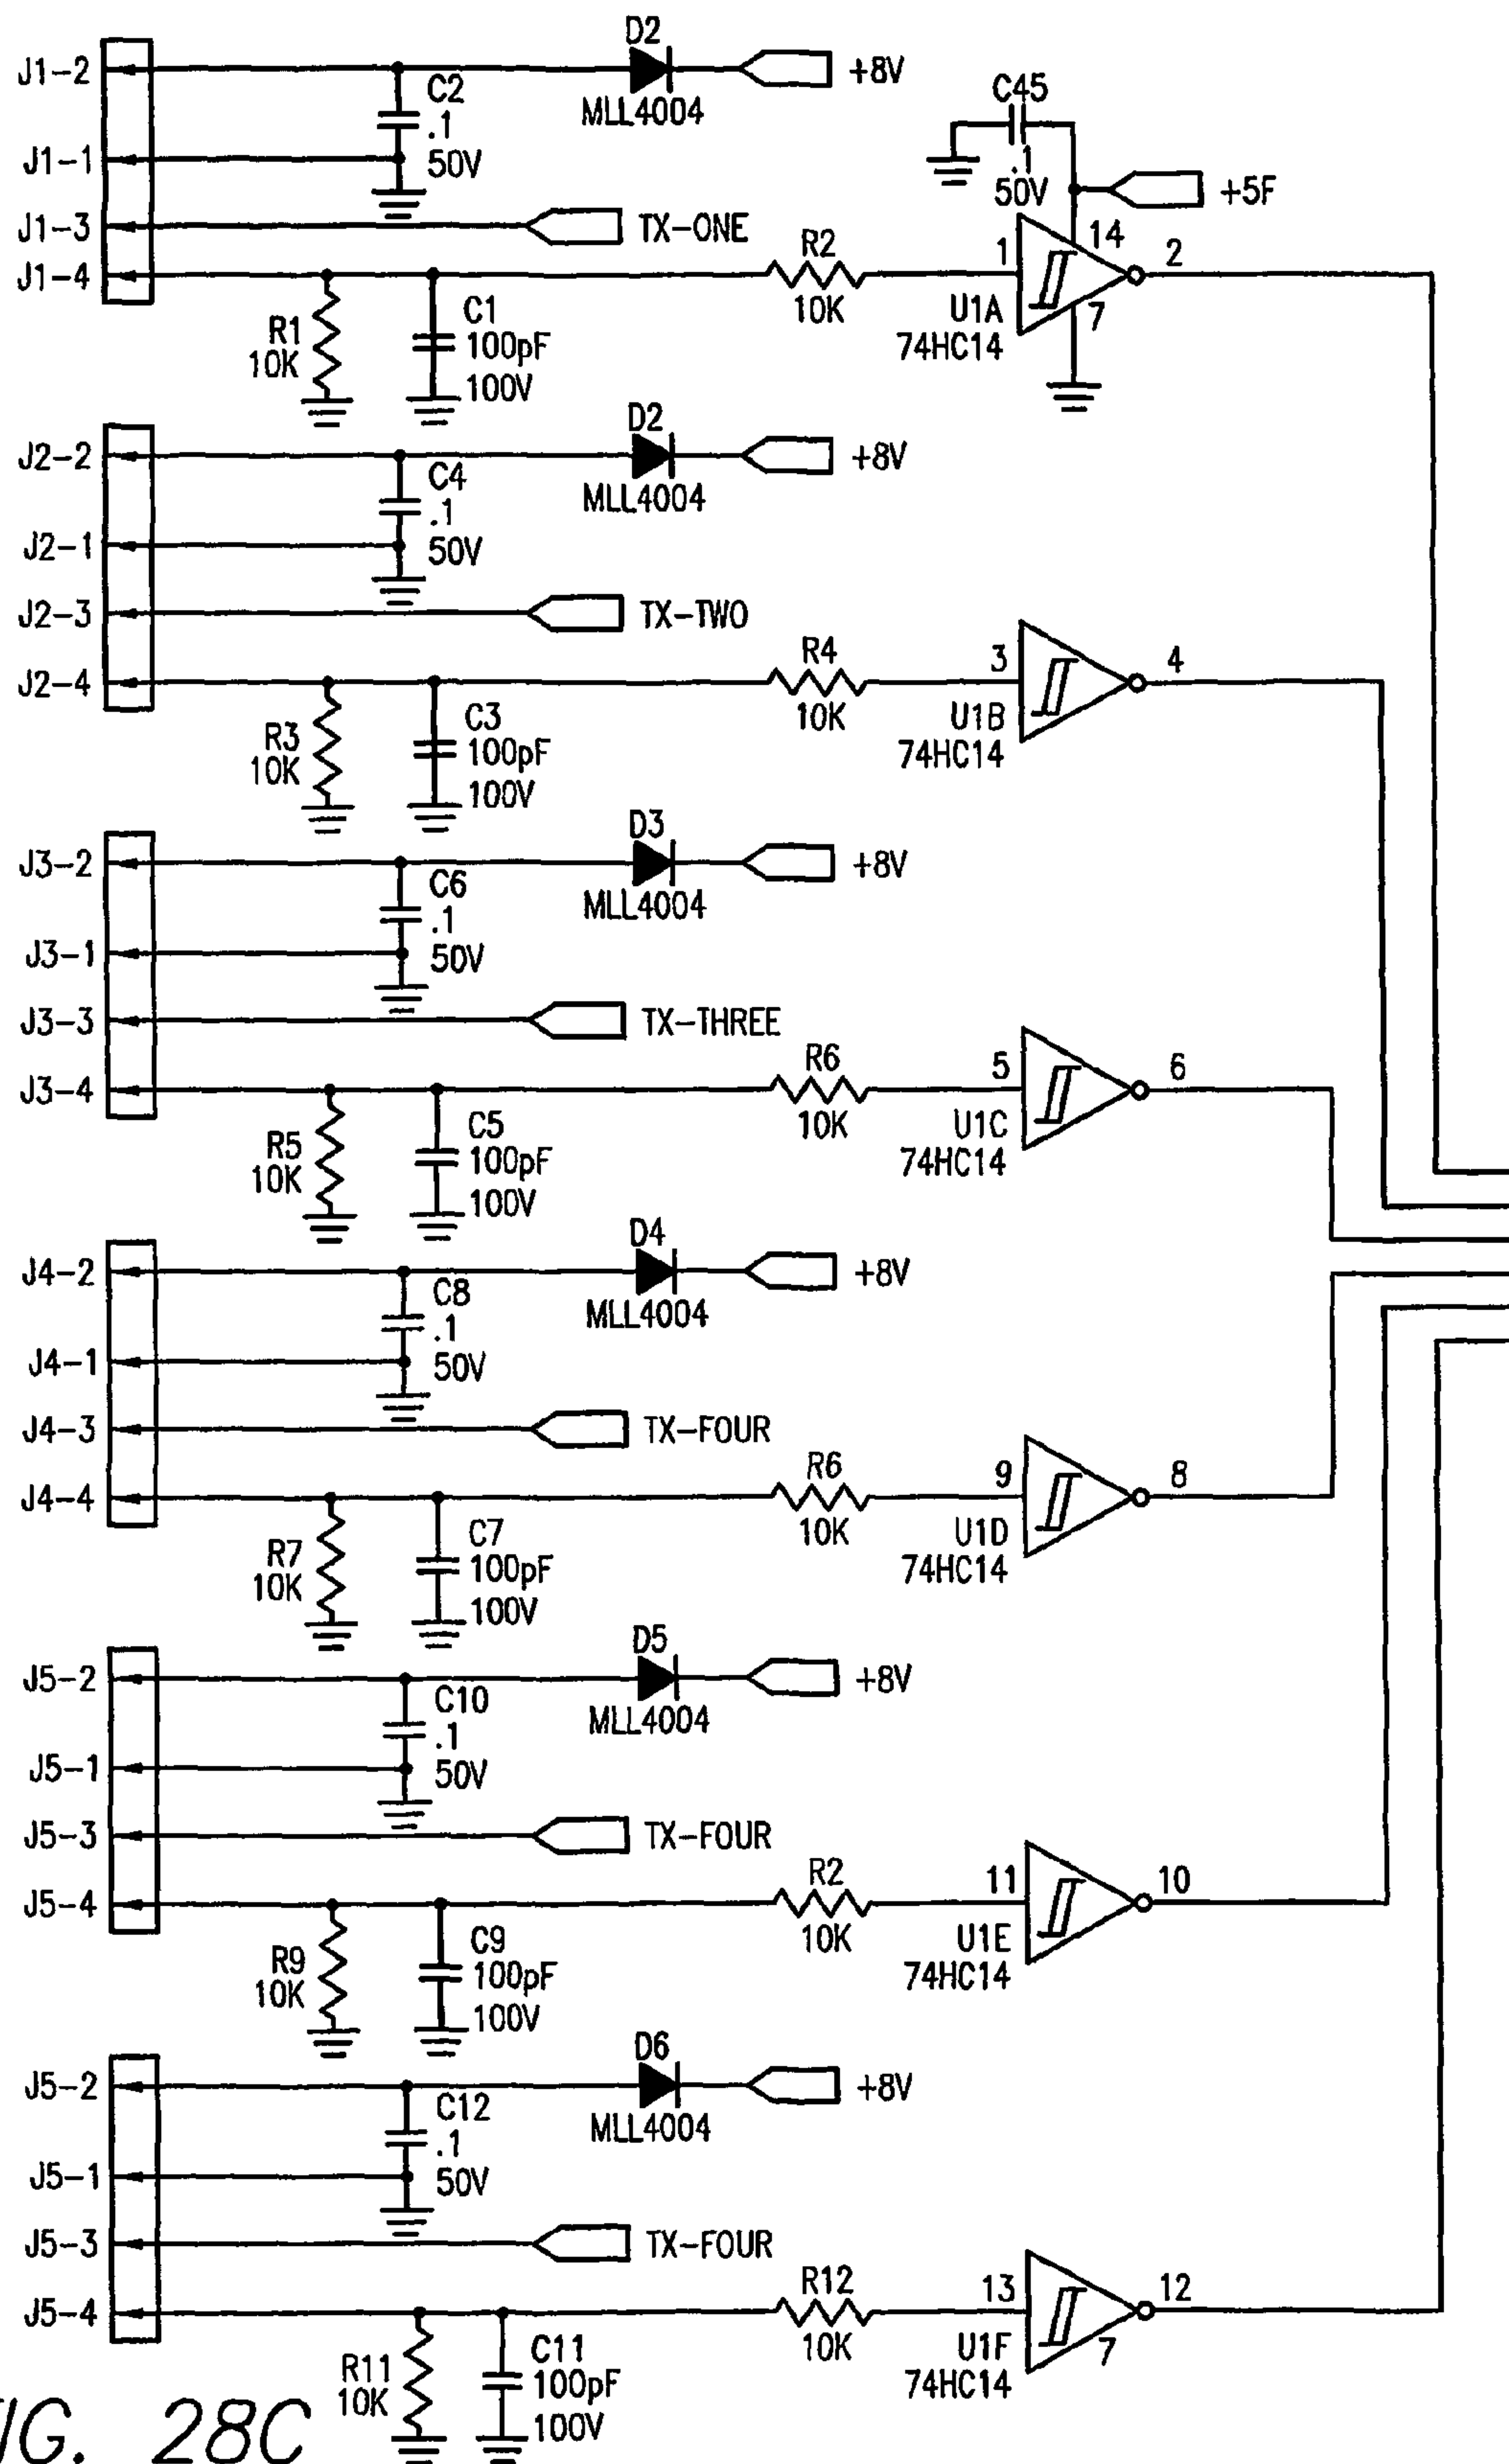 D2
J1-2
+8V
C2
.1
50V
MLL4004
C45
.1
50V
J1-1
+5F
J1-3
TX-ONE
J1-4
R2
10K
1
14
2
U1A
74HC14
7
R1
10K
C1
100pF
100V
D2
J2-2
+8V
C4
.1
50V
MLL4004
J2-1
J2-3
TX-TWO
J2-4
R4
10K
3
4
U1B
74HC14
R3
10K
C3
100pF
100V
D3
J3-2
+8V
C6
.1
50V
MLL4004
J3-1
J3-3
TX-THREE
J3-4
R6
10K
5
6
U1C
74HC14
R5
10K
C5
100pF
100V
D4
J4-2
+8V
C8
.1
50V
MLL4004
J4-1
J4-3
TX-FOUR
J4-4
R6
10K
9
8
U1D
74HC14
R7
10K
C7
100pF
100V
D5
J5-2
+8V
C10
.1
50V
MLL4004
J5-1
J5-3
TX-FOUR
J5-4
R2
10K
11
10
U1E
74HC14
R9
10K
C9
100pF
100V
D6
J5-2
+8V
C12
.1
50V
MLL4004
J5-1
J5-3
TX-FOUR
J5-4
R12
10K
13
12
U1F
74HC14
7
R11
10K
C11
100pF
100V
28C